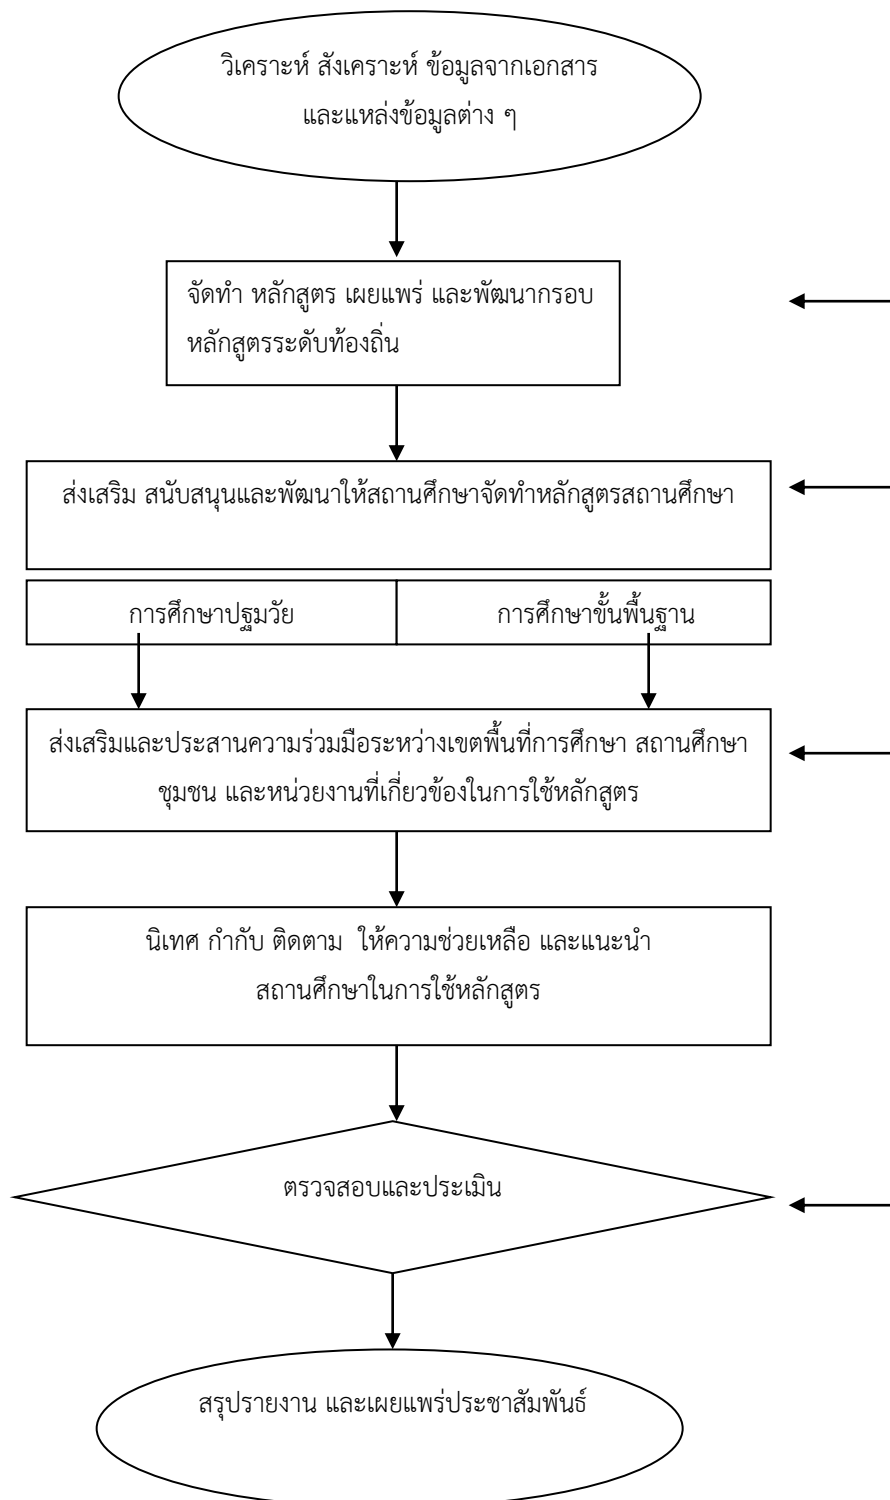 วิเคราะห์ สังเคราะห์ ข้อมูลจากเอกสาร
และแหล่งข้อมูลต่าง ๆ
จัดทำ หลักสูตร เผยแพร่ และพัฒนากรอบ
หลักสูตรระดับท้องถิ่น
ส่งเสริม สนับสนุนและพัฒนาให้สถานศึกษาจัดทำหลักสูตรสถานศึกษา
การศึกษาปฐมวัย
การศึกษาขั้นพื้นฐาน
ส่งเสริมและประสานความร่วมมือระหว่างเขตพื้นที่การศึกษา สถานศึกษา
ชุมชน และหน่วยงานที่เกี่ยวข้องในการใช้หลักสูตร
นิเทศ กำกับ ติดตาม ให้ความช่วยเหลือ และแนะนำ
สถานศึกษาในการใช้หลักสูตร
ตรวจสอบและประเมิน
สรุปรายงาน และเผยแพร่ประชาสัมพันธ์